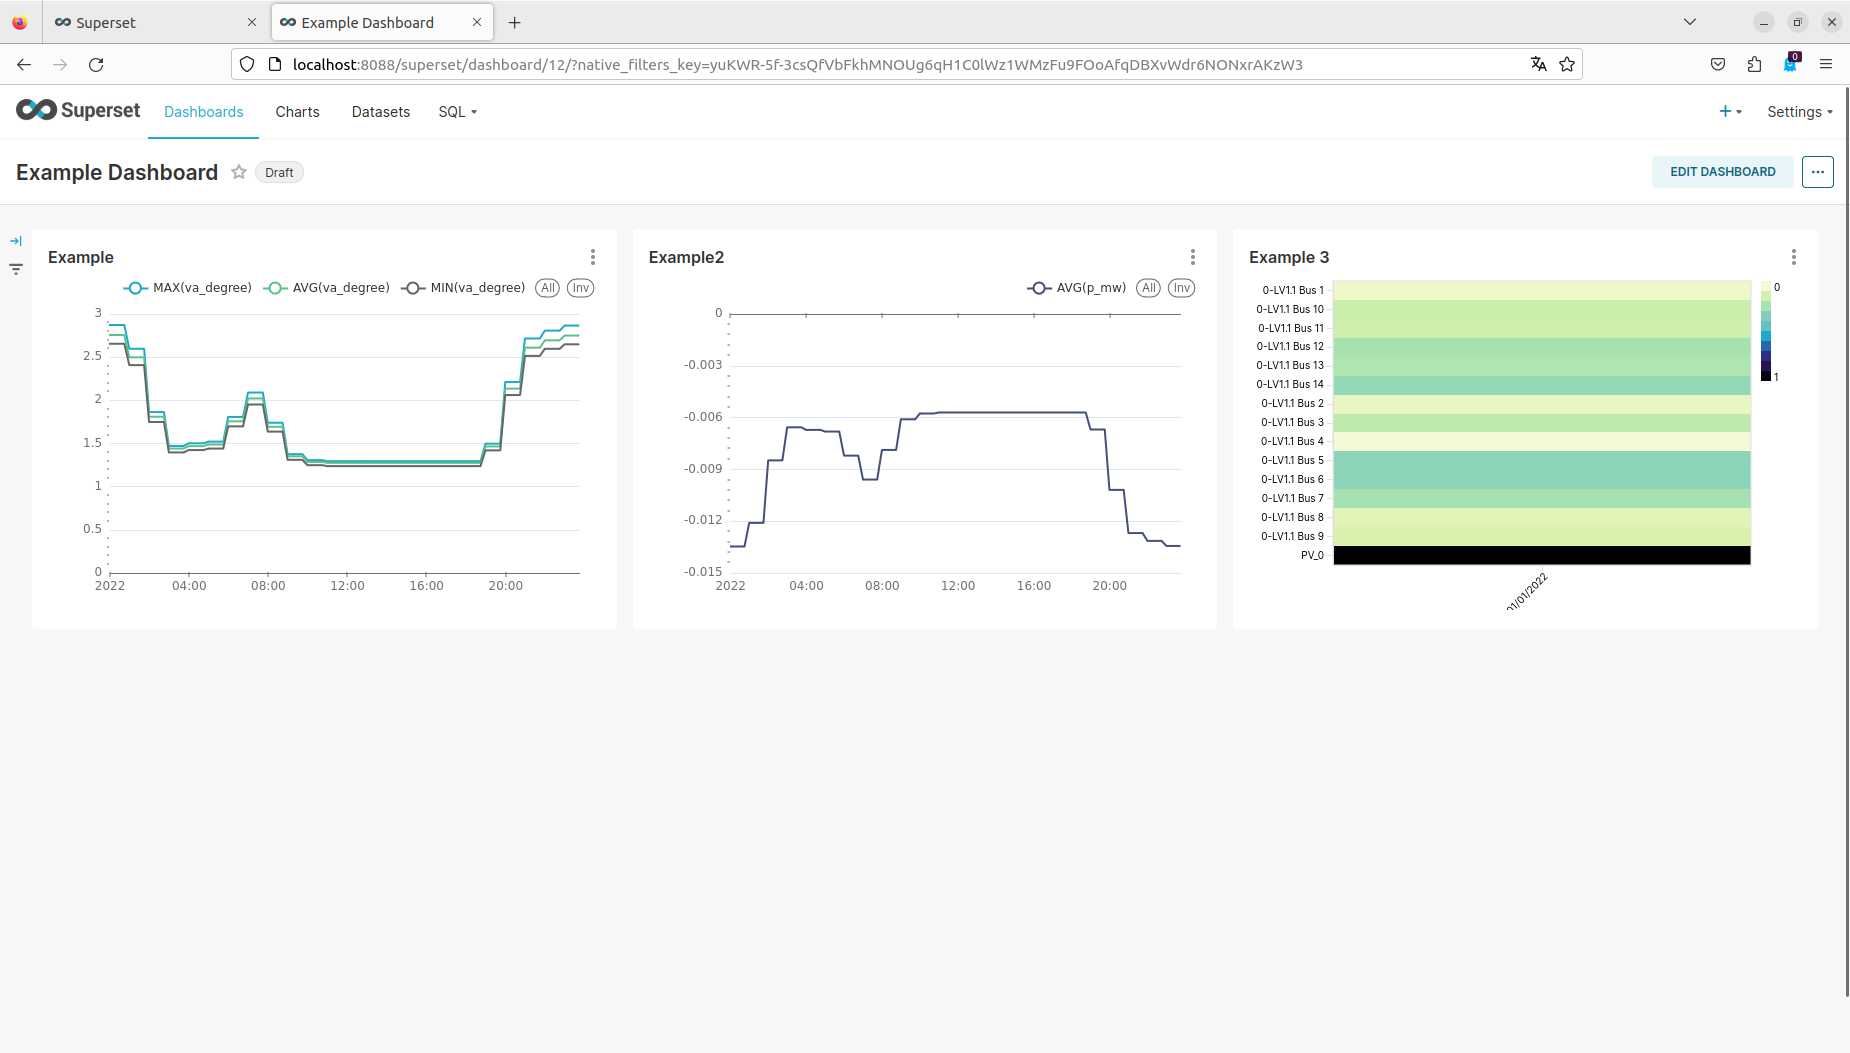 Superset
Example Dashboard
localhost:8088/superset/dashboard/12/?native_filters_key=yuKWR-5f-3csQfVbFkhMNOUg6qH1C0lWz1WMzFu9FOoAfqDBXvWdr6NONxrAKzW3
0
Superset
Dashboards
Charts
Datasets
SQL
+
Settings
Example Dashboard
Draft
EDIT DASHBOARD
Example
MAX(va_degree)
AVG(va_degree)
MIN(va_degree)
All
Inv
3
2.5
2
1.5
1
0.5
0
2022
04:00
08:00
12:00
16:00
20:00
Example2
AVG(p_mw)
All
Inv
0
-0.003
-0.006
-0.009
-0.012
-0.015
2022
04:00
08:00
12:00
16:00
20:00
Example 3
0-LV1.1 Bus 1
0-LV1.1 Bus 10
0-LV1.1 Bus 11
0-LV1.1 Bus 12
0-LV1.1 Bus 13
0-LV1.1 Bus 14
0-LV1.1 Bus 2
0-LV1.1 Bus 3
0-LV1.1 Bus 4
0-LV1.1 Bus 5
0-LV1.1 Bus 6
0-LV1.1 Bus 7
0-LV1.1 Bus 8
0-LV1.1 Bus 9
PV_0
01/01/2022
0
1